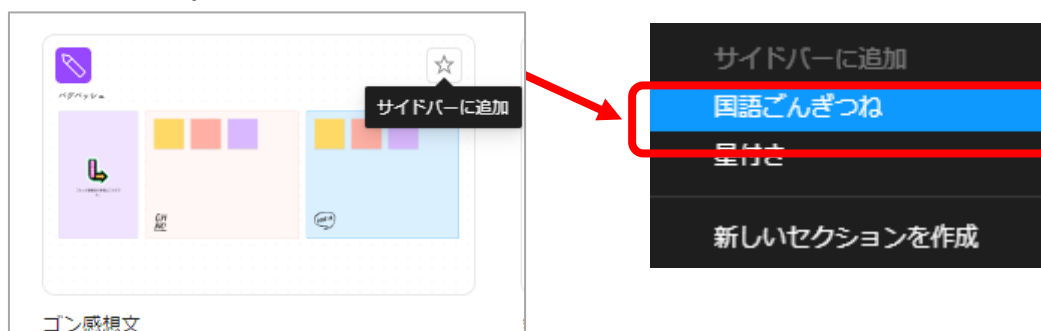 バグバッシュ
サイドバーに追加
ゴン感想文
サイドバーに追加
国語ごんぎつね
星付き
新しいセクションを作成